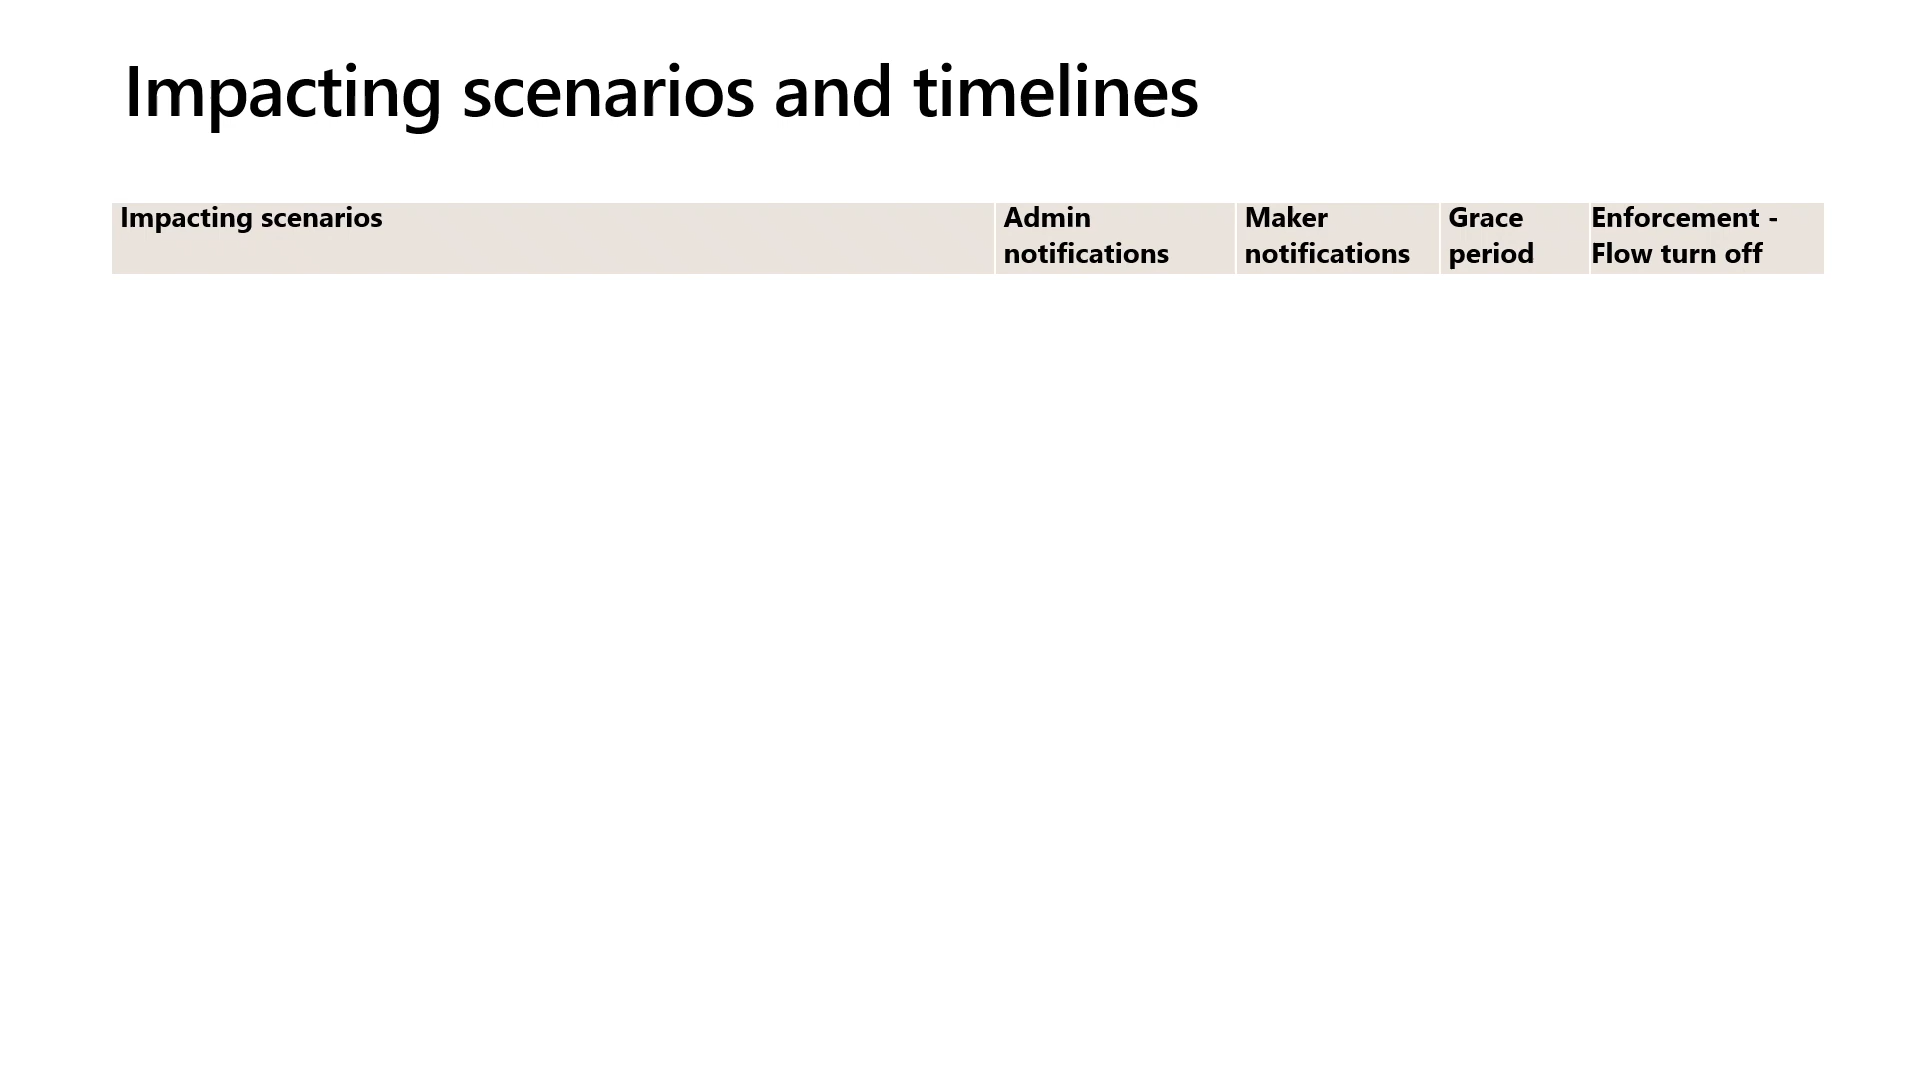 Impacting scenarios and timelines
Impacting scenarios
Admin
notifications
Maker
notifications
Grace
period
Enforcement -
Flow turn off